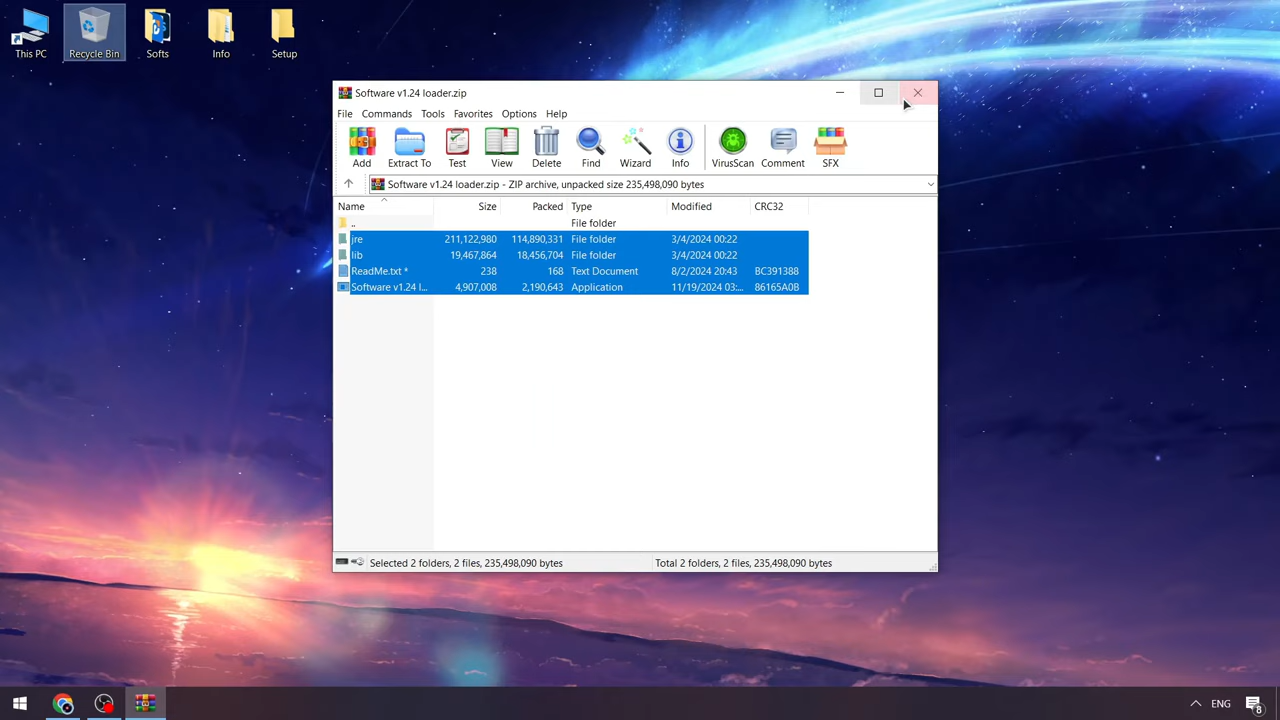 This PC
Recycle Bin
Softs
Info
Setup
Software v1.24 loader.zip
File Commands Tools Favorites Options Help
Add Extract To Test View Delete Find Wizard Info VirusScan Comment SFX
Software v1.24 loader.zip - ZIP archive, unpacked size 235,498,090 bytes
Name Size Packed Type Modified CRC32
.. File folder
jre 211,122,980 114,890,331 File folder 3/4/2024 00:22
lib 19,467,864 18,456,704 File folder 3/4/2024 00:22
ReadMe.txt * 238 168 Text Document 8/2/2024 20:43 BC391388
Software v1.24 l... 4,907,008 2,190,643 Application 11/19/2024 03:... 86165A0B
Selected 2 folders, 2 files, 235,498,090 bytes
Total 2 folders, 2 files, 235,498,090 bytes
ENG
8